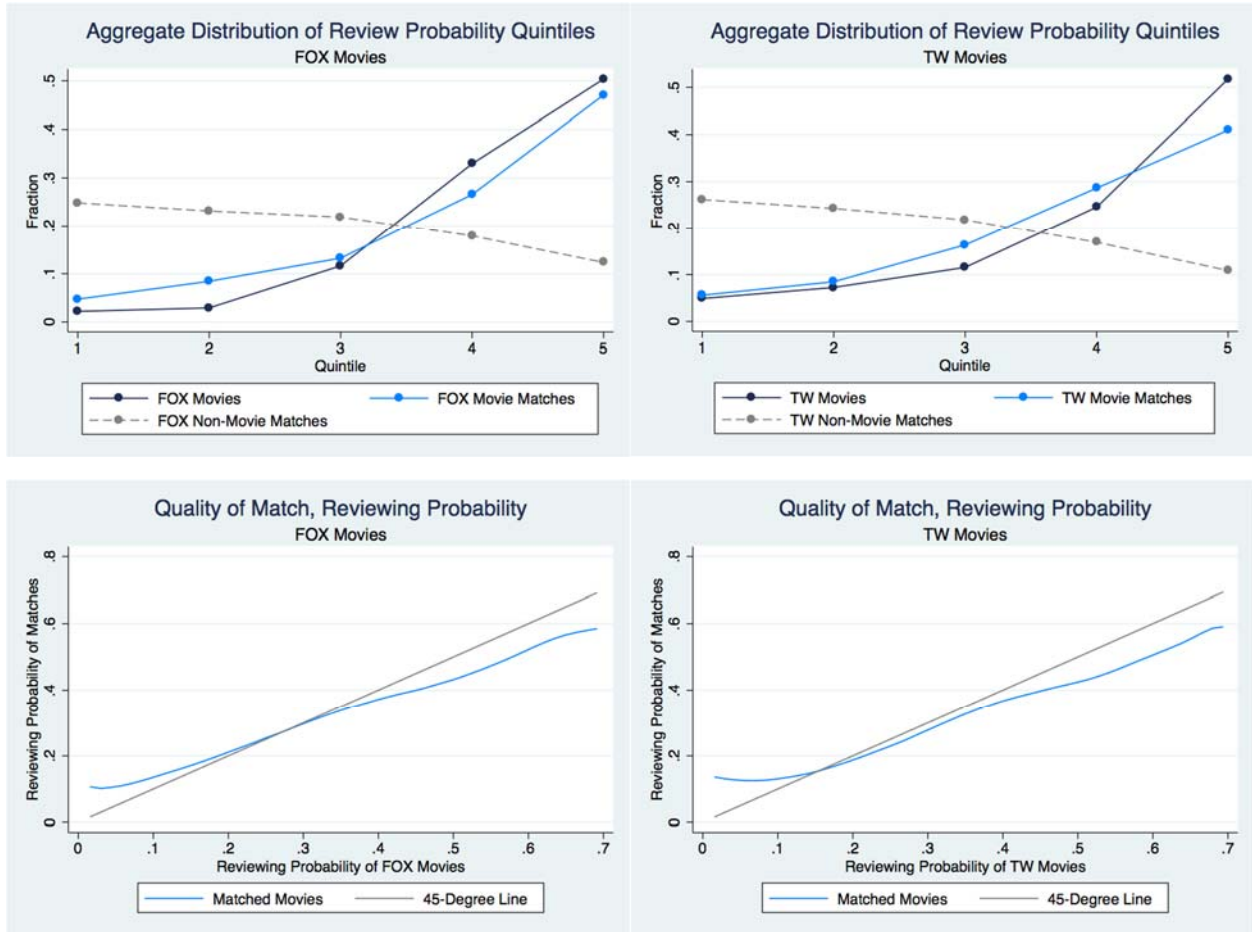 Aggregate Distribution of Review Probability Quintiles
FOX Movies
Fraction
.5
.4
.3
.2
.1
0
1 2 3 4 5
Quintile
FOX Movies FOX Movie Matches
FOX Non-Movie Matches
Aggregate Distribution of Review Probability Quintiles
TW Movies
Fraction
.5
.4
.3
.2
.1
0
1 2 3 4 5
Quintile
TW Movies TW Movie Matches
TW Non-Movie Matches
Quality of Match, Reviewing Probability
FOX Movies
Reviewing Probability of Matches
.8
.6
.4
.2
0
0 .1 .2 .3 .4 .5 .6 .7
Reviewing Probability of FOX Movies
Matched Movies 45-Degree Line
Quality of Match, Reviewing Probability
TW Movies
Reviewing Probability of Matches
.8
.6
.4
.2
0
0 .1 .2 .3 .4 .5 .6 .7
Reviewing Probability of TW Movies
Matched Movies 45-Degree Line